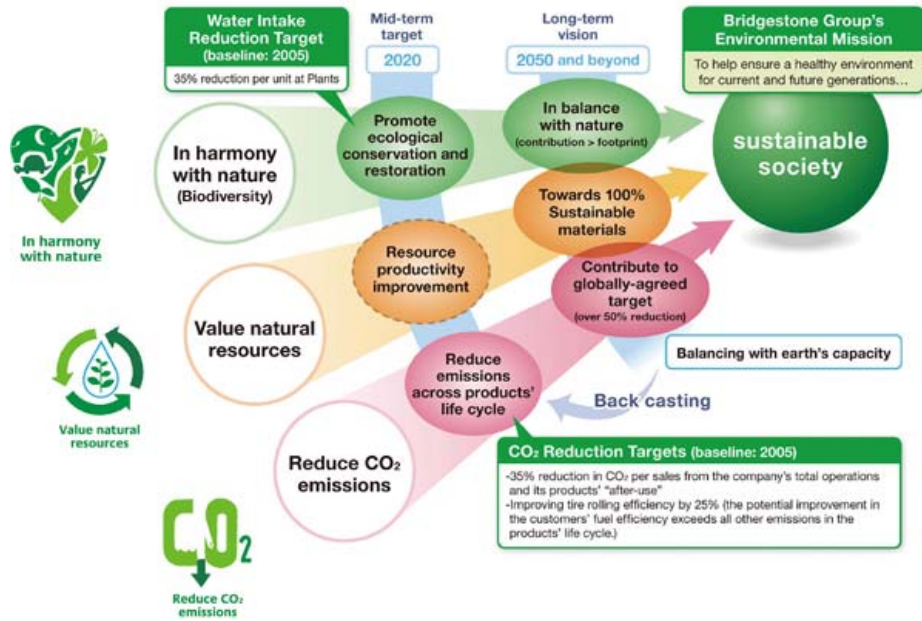 Water Intake
Reduction Target
(baseline: 2005)
35% reduction per unit at Plants
Mid-term
target
2020
Long-term
vision
2050 and beyond
Bridgestone Group's
Environmental Mission
To help ensure a healthy environment
for current and future generations...
sustainable
society
In harmony
with nature
In harmony
with nature
(Biodiversity)
Promote
ecological
conservation and
restoration
In balance
with nature
(contribution > footprint)
Value natural
resources
Value natural
resources
Resource
productivity
improvement
Towards 100%
Sustainable
materials
CO2
Reduce CO₂
emissions
Reduce CO₂
emissions
Reduce
emissions
across products'
life cycle
Contribute to
globally-agreed
target
(over 50% reduction)
Balancing with earth's capacity
Back casting
CO₂ Reduction Targets (baseline: 2005)
-35% reduction in CO₂ per sales from the company's total operations
and its products' "after-use"
-Improving tire rolling efficiency by 25% (the potential improvement in
the customers' fuel efficiency exceeds all other emissions in the
products' life cycle.)